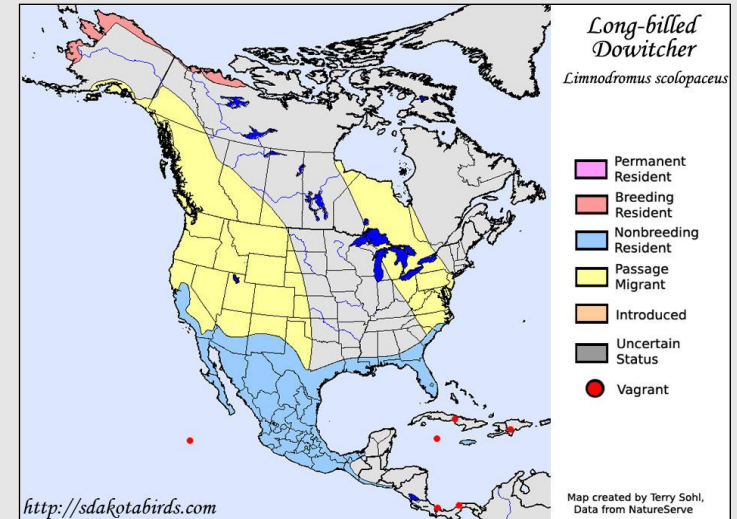 Long-billed
Dowitcher
Limnodromus scolopaceus
Permanent
Resident
Breeding
Resident
Nonbreeding
Resident
Passage
Migrant
Introduced
Uncertain
Status
Vagrant
http://sdakotabirds.com
Map created by Terry Sohl,
Data from NatureServe